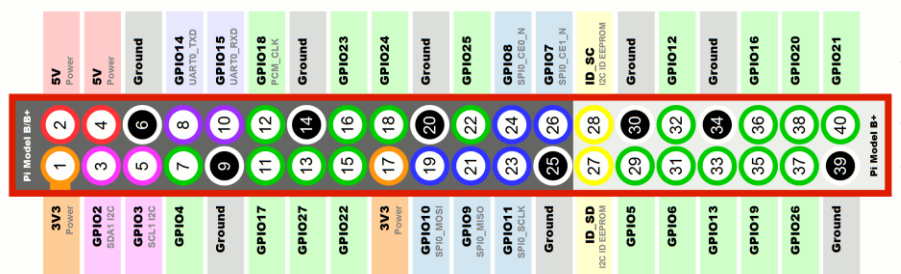 5V
Power
5V
Power
Ground
GPIO14
UART0_TXD
GPIO15
UART0_RXD
GPIO18
PCM_CLK
Ground
GPIO23
GPIO24
Ground
GPIO25
GPIO8
SPI0_CE0_N
GPIO7
SPI0_CE1_N
ID_SC
I2C ID EEPROM
Ground
GPIO12
Ground
GPIO16
GPIO20
GPIO21
Pi Model B/B+
2 4 6 8 10 12 14 16 18 20 22 24 26 28 30 32 34 36 38 40
1 3 5 7 9 11 13 15 17 19 21 23 25 27 29 31 33 35 37 39
Pi Model B+
3V3
Power
GPIO2
SDA1 I2C
GPIO3
SCL1 I2C
GPIO4
Ground
GPIO17
GPIO27
GPIO22
3V3
Power
GPIO10
SPI0_MOSI
GPIO9
SPI0_MISO
GPIO11
SPI0_SCLK
Ground
ID_SD
I2C ID EEPROM
GPIO5
GPIO6
GPIO13
GPIO19
GPIO26
Ground